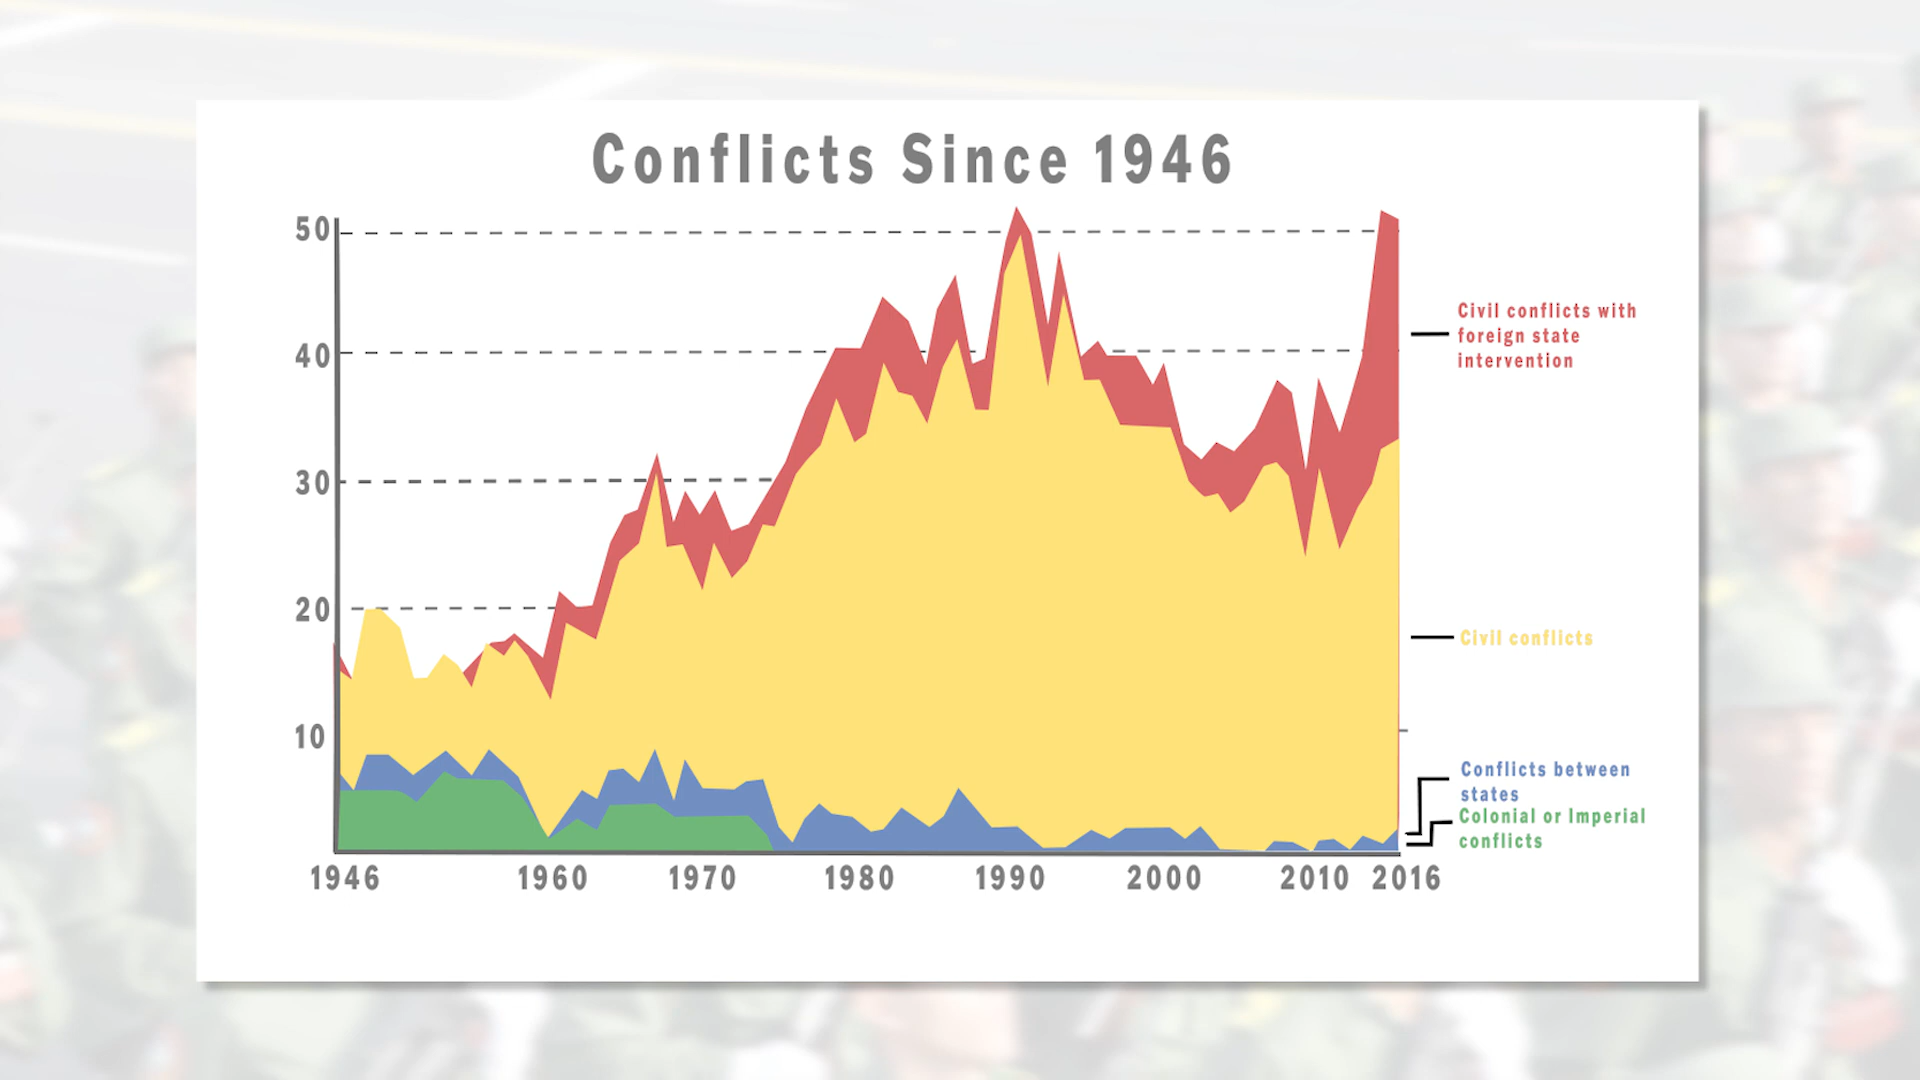 Conflicts Since 1946
50
40
30
20
10
1946 1960 1970 1980 1990 2000 2010 2016
Civil conflicts with
foreign state
intervention
Civil conflicts
Conflicts between
states
Colonial or Imperial
conflicts